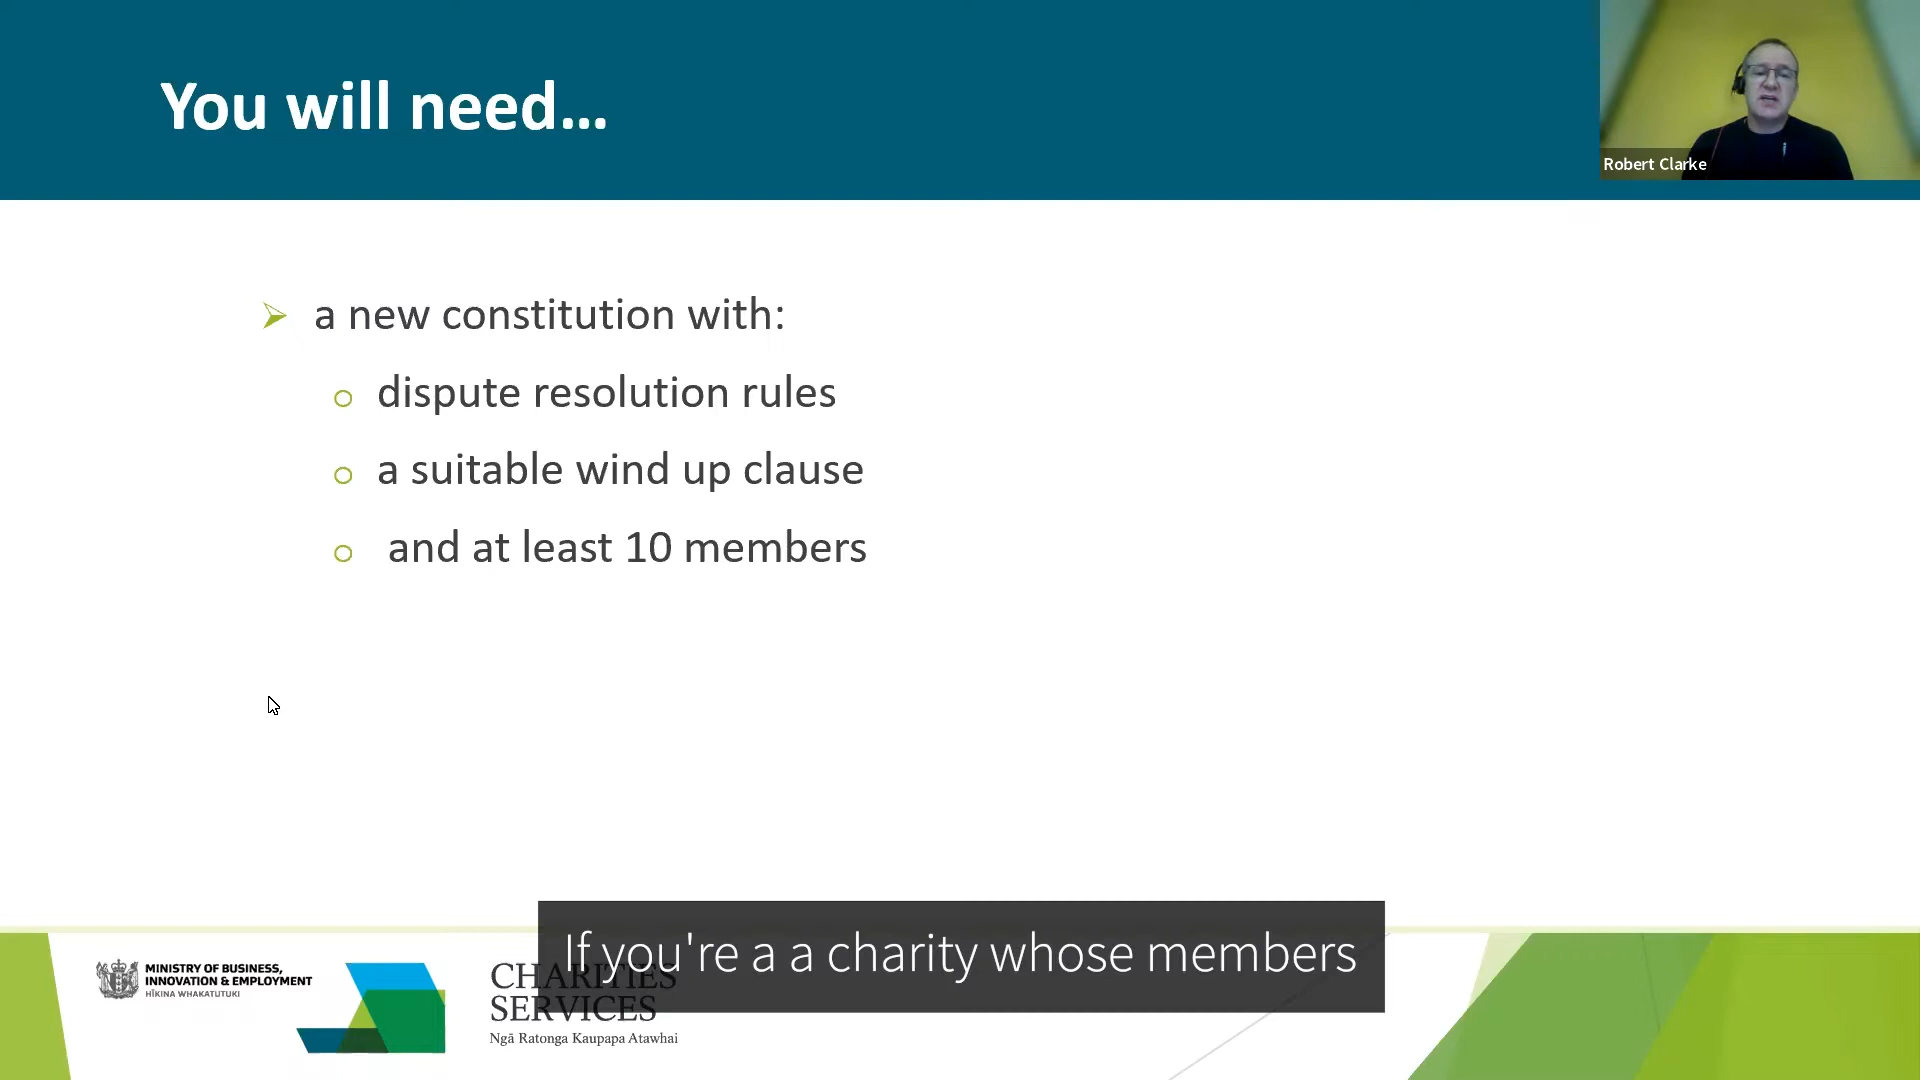 You will need...
Robert Clarke
a new constitution with:
dispute resolution rules
a suitable wind up clause
and at least 10 members
If you're a a charity whose members
MINISTRY OF BUSINESS,
INNOVATION & EMPLOYMENT
HĪKINA WHAKATUTUKI
CHARITIES
SERVICES
Ngā Ratonga Kaupapa Atawhai